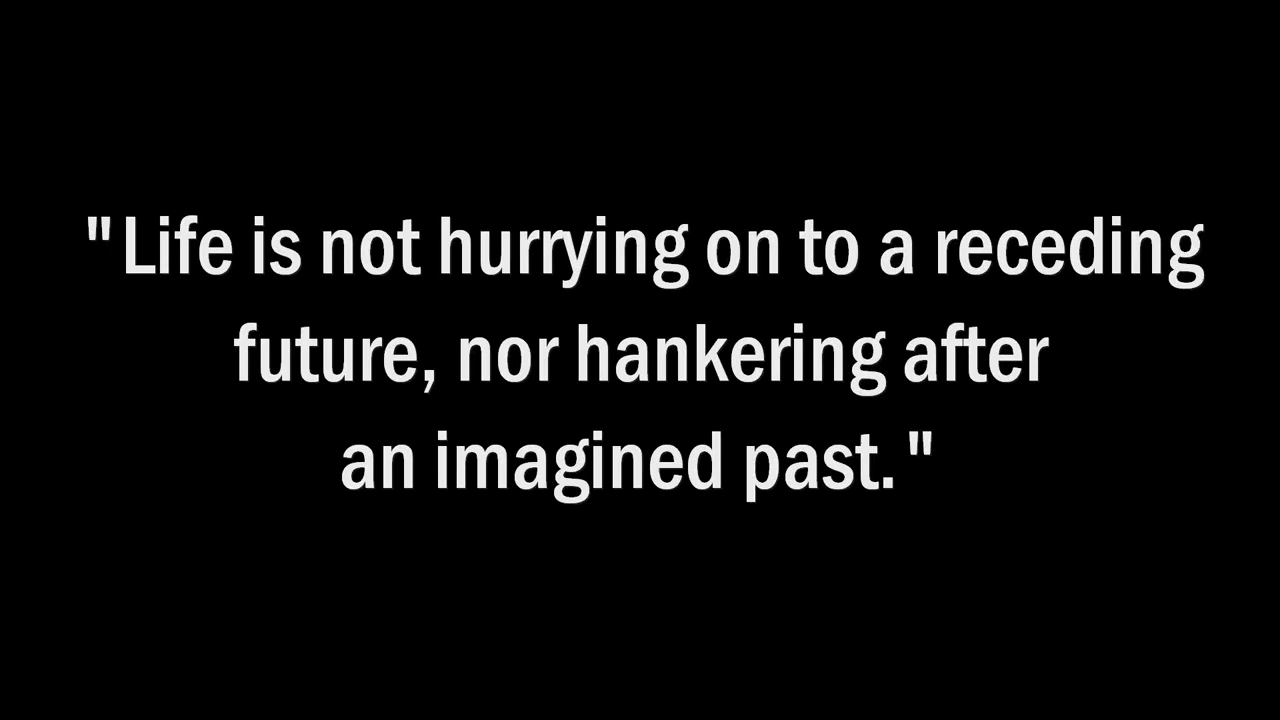 "Life is not hurrying on to a receding
future, nor hankering after
an imagined past."